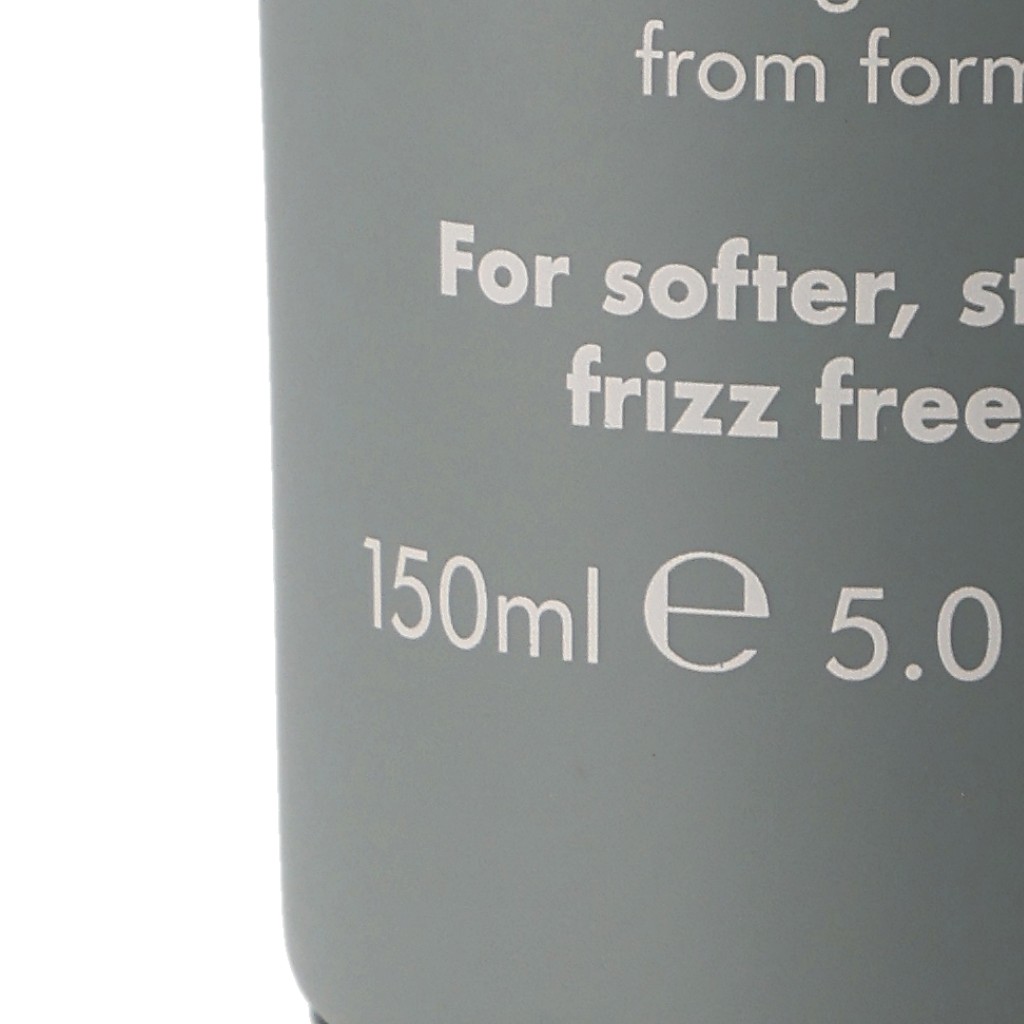 from form
For softer, st
frizz free
150ml e 5.0